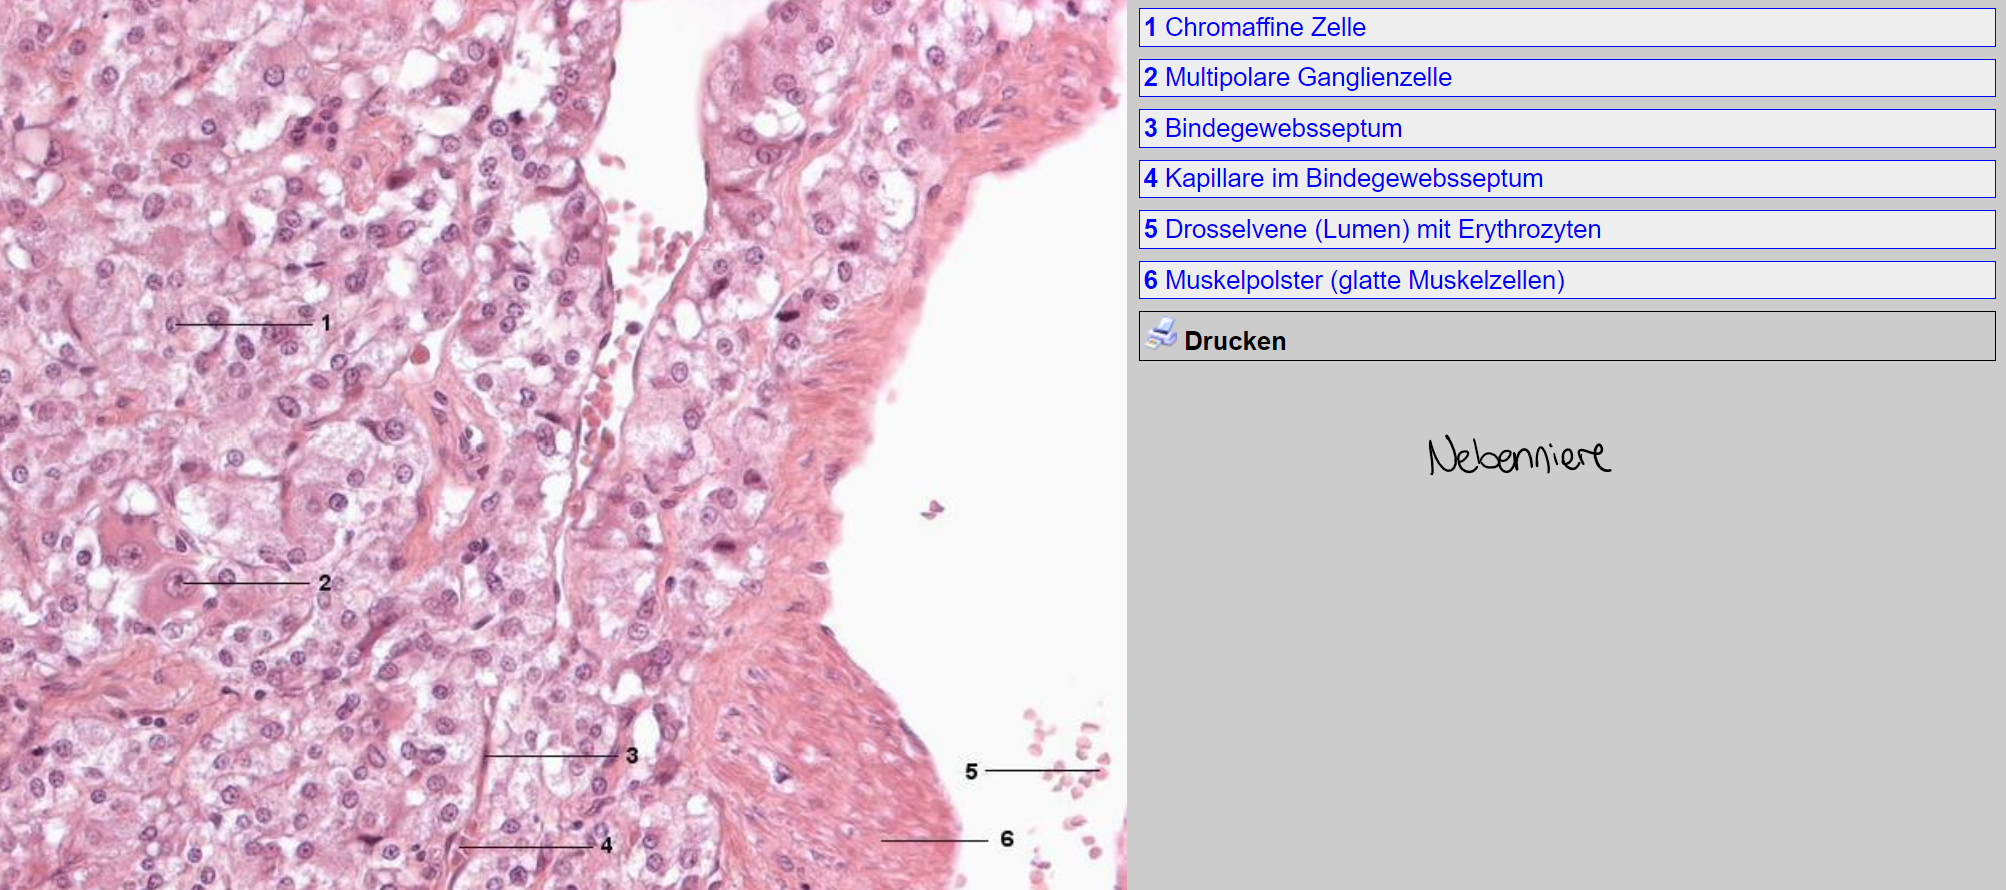 1 Chromaffine Zelle
2 Multipolare Ganglienzelle
3 Bindegewebsseptum
4 Kapillare im Bindegewebsseptum
5 Drosselvene (Lumen) mit Erythrozyten
6 Muskelpolster (glatte Muskelzellen)
Drucken
Nebenniere
1
2
3
4
5
6